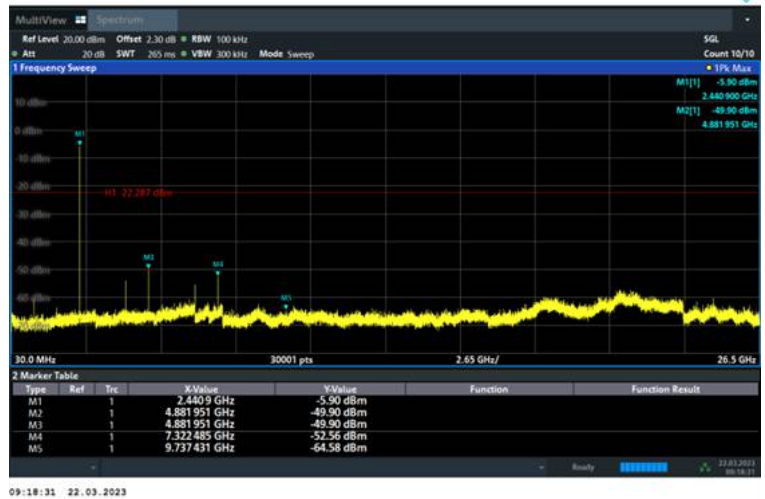 MultiView Spectrum
Ref Level 20.00 dBm Offset 2.30 dB RBW 100 kHz SGL
Att 20 dB SWT 265 ms VBW 300 kHz Mode Sweep Count 10/10
1 Frequency Sweep 1Pk Max
M1[1] -5.90 dBm
2.440 900 GHz
M2[1] -49.90 dBm
4.881 951 GHz
10 dBm
0 dBm
M1
-10 dBm
-20 dBm
H1 22.287 dBm
-30 dBm
-40 dBm
M3
M4
-50 dBm
-60 dBm
M5
30.0 MHz 30001 pts 2.65 GHz/ 26.5 GHz
2 Marker Table
Type Ref Trc X-Value Y-Value Function Function Result
M1 1 2.4409 GHz -5.90 dBm
M2 1 4.881 951 GHz -49.90 dBm
M3 1 4.881 951 GHz -49.90 dBm
M4 1 7.322 485 GHz -52.56 dBm
M5 1 9.737 431 GHz -64.58 dBm
Ready 22.03.2023
09:18:31
09:18:31 22.03.2023